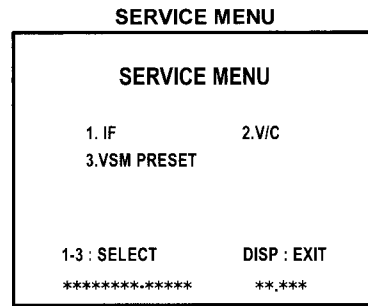 SERVICE MENU
SERVICE MENU
1. IF 2.V/C
3.VSM PRESET
1-3 : SELECT DISP : EXIT
********-***** **.***